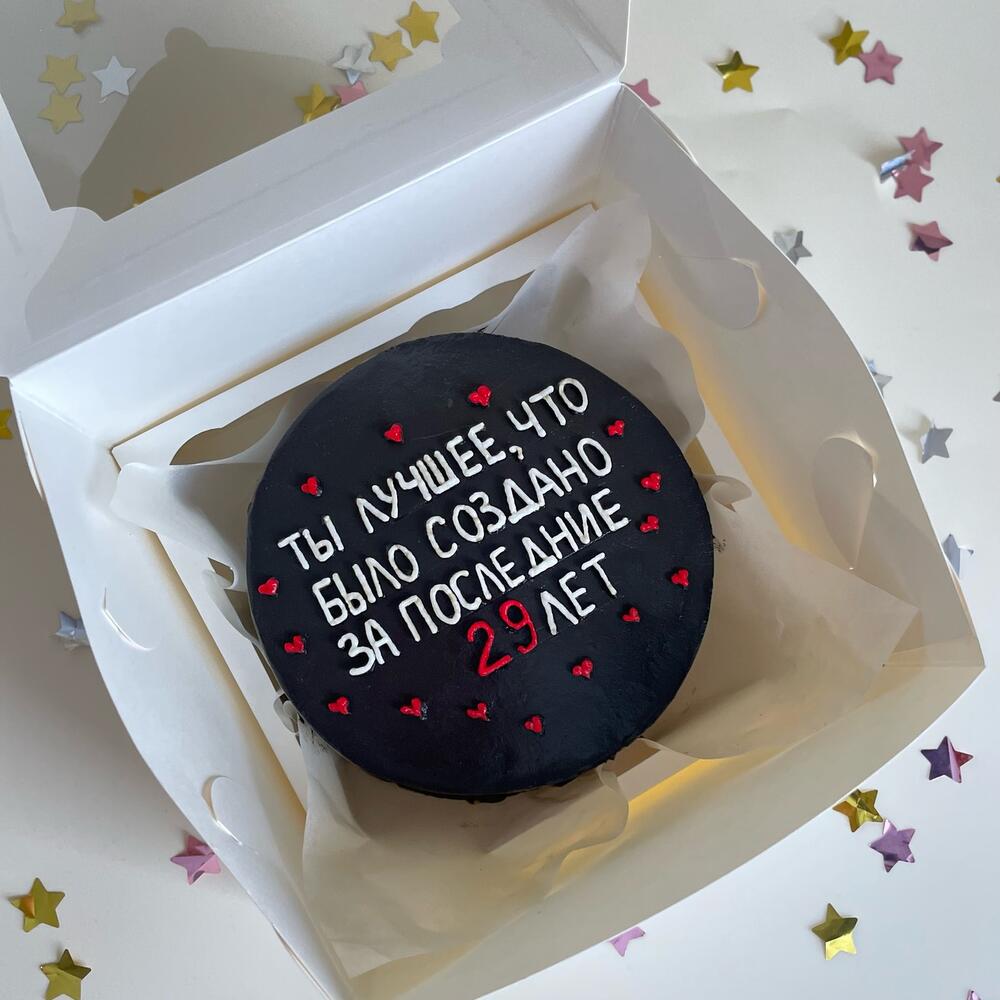 ТЫ ЛУЧШЕЕ, ЧТО
БЫЛО СОЗДАНО
ЗА ПОСЛЕДНИЕ
29 ЛЕТ